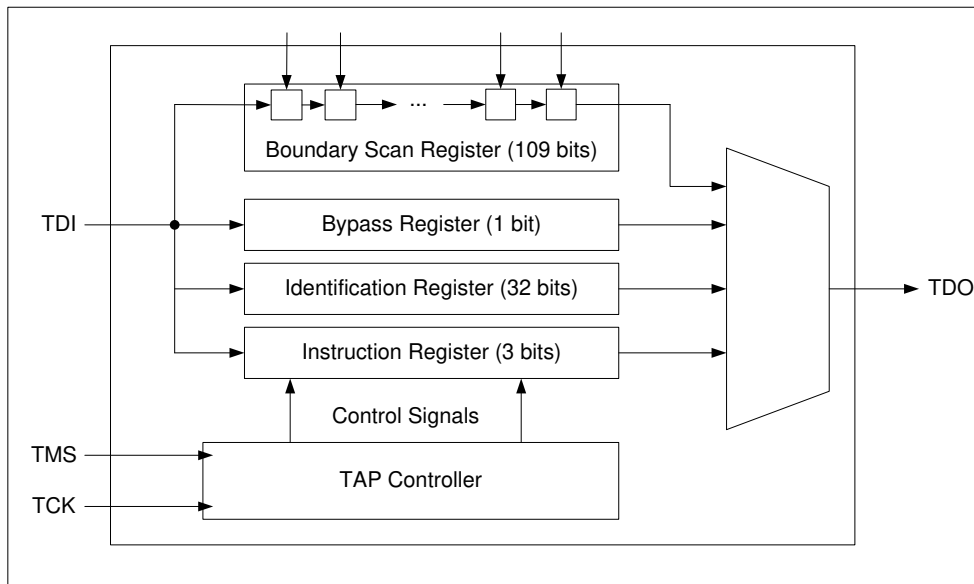 ...
Boundary Scan Register (109 bits)
TDI
Bypass Register (1 bit)
Identification Register (32 bits)
TDO
Instruction Register (3 bits)
Control Signals
TMS
TAP Controller
TCK